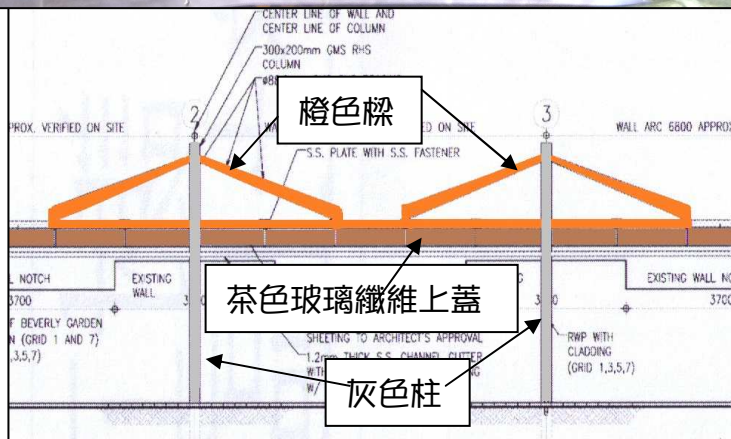 CENTER LINE OF WALL AND
CENTER LINE OF COLUMN
300x200mm GMS RHS
COLUMN
橙色樑
2
3
PROX. VERIFIED ON SITE
ED ON SITE
WALL ARC 6800 APPROX
S.S. PLATE WITH S.S. FASTENER
L NOTCH
EXISTING
WALL
EXISTING WALL NO
3700
3700
茶色玻璃纖維上蓋
F BEVERLY GARDEN
N (GRID 1 AND 7)
,3,5,7)
SHEETING TO ARCHITECT'S APPROVAL
1.2mm THICK S.S. CHANNEL GUTTER
W/
RWP WITH
CLADDING
(GRID 1,3,5,7)
灰色柱